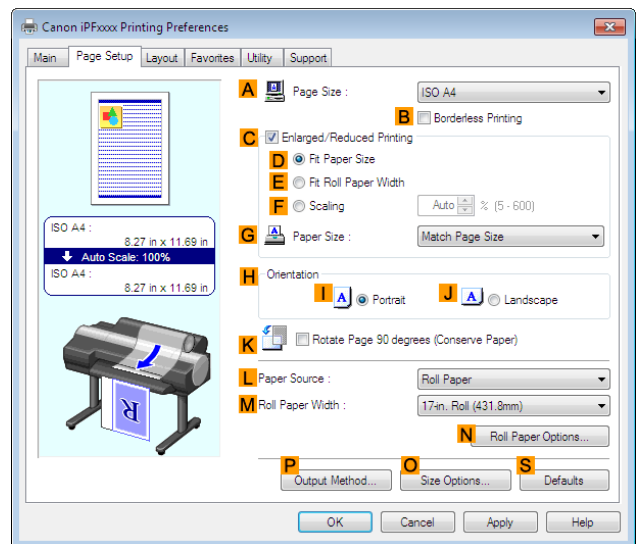 Canon iPFxxxx Printing Preferences
Main Page Setup Layout Favorites Utility Support
A Page Size : ISO A4
B Borderless Printing
C Enlarged/Reduced Printing
D Fit Paper Size
E Fit Roll Paper Width
F Scaling Auto % (5 - 600)
G Paper Size : Match Page Size
ISO A4 :
8.27 in x 11.69 in
Auto Scale: 100%
ISO A4 :
8.27 in x 11.69 in
H Orientation
I A Portrait J A Landscape
K Rotate Page 90 degrees (Conserve Paper)
R
L Paper Source : Roll Paper
M Roll Paper Width : 17-in. Roll (431.8mm)
N Roll Paper Options...
P Output Method... O Size Options... S Defaults
OK Cancel Apply Help